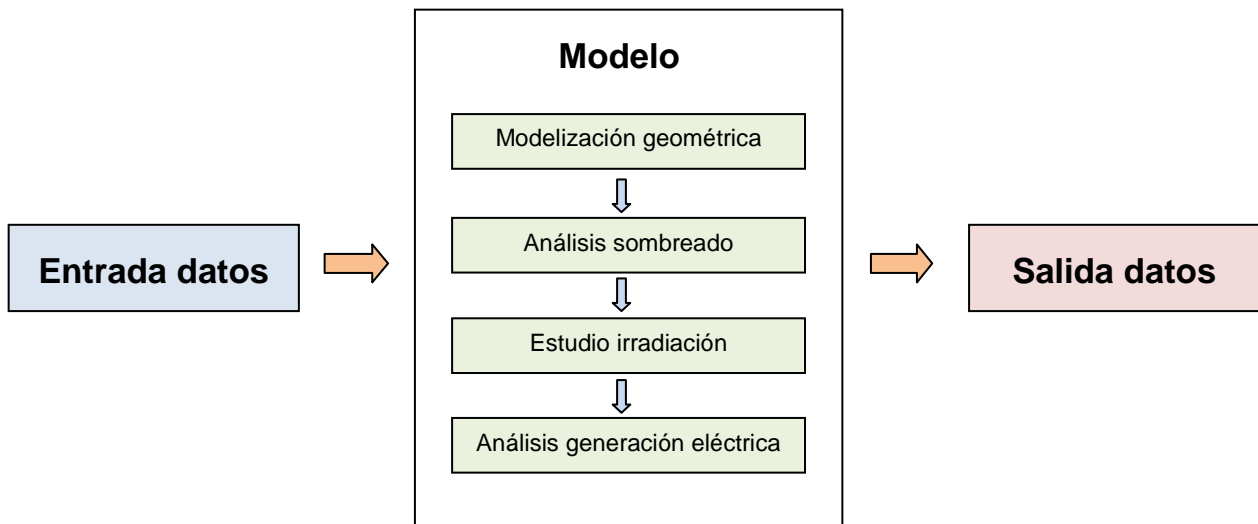 Modelo
Modelización geométrica
Análisis sombreado
Entrada datos
Salida datos
Estudio irradiación
Análisis generación eléctrica